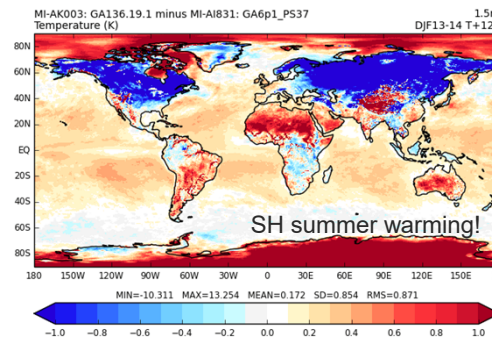 MI-AK003: GA136.19.1 minus MI-AI831: GA6p1_PS37
Temperature (K)
DJF13-14 T+12
80N
60N
40N
20N
EQ
20S
40S
60S
80S
SH summer warming!
180 150W 120W 90W 60W 30W 0 30E 60E 90E 120E 150E
MIN=-10.311 MAX=13.254 MEAN=0.172 SD=0.854 RMS=0.871
−1.0 −0.8 −0.6 −0.4 −0.2 0.0 0.2 0.4 0.6 0.8 1.0